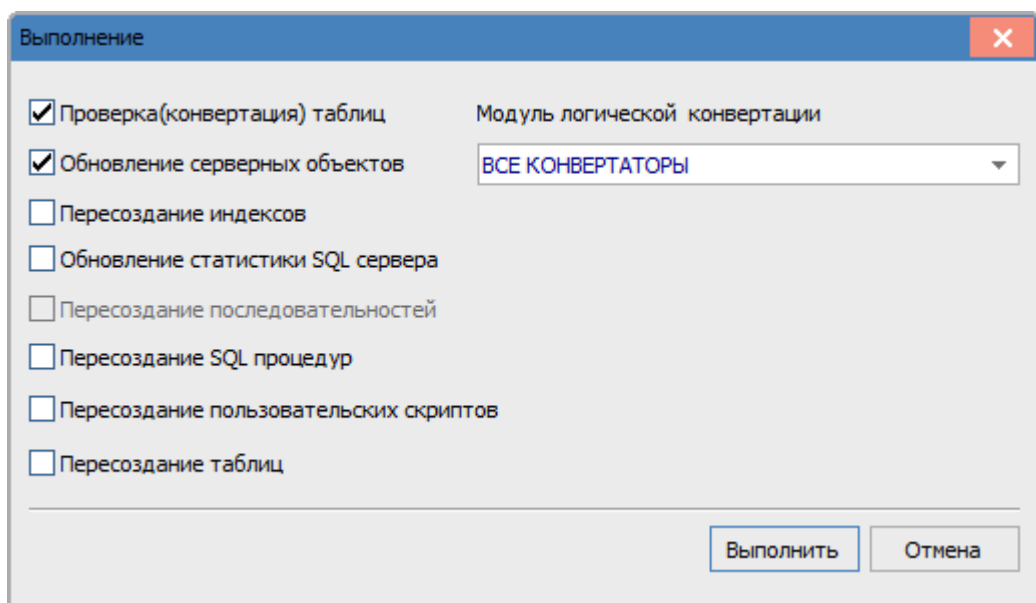 Выполнение
Проверка(конвертация) таблиц
Модуль логической конвертации
Обновление серверных объектов
ВСЕ КОНВЕРТАТОРЫ
Пересоздание индексов
Обновление статистики SQL сервера
Пересоздание последовательностей
Пересоздание SQL процедур
Пересоздание пользовательских скриптов
Пересоздание таблиц
Выполнить
Отмена